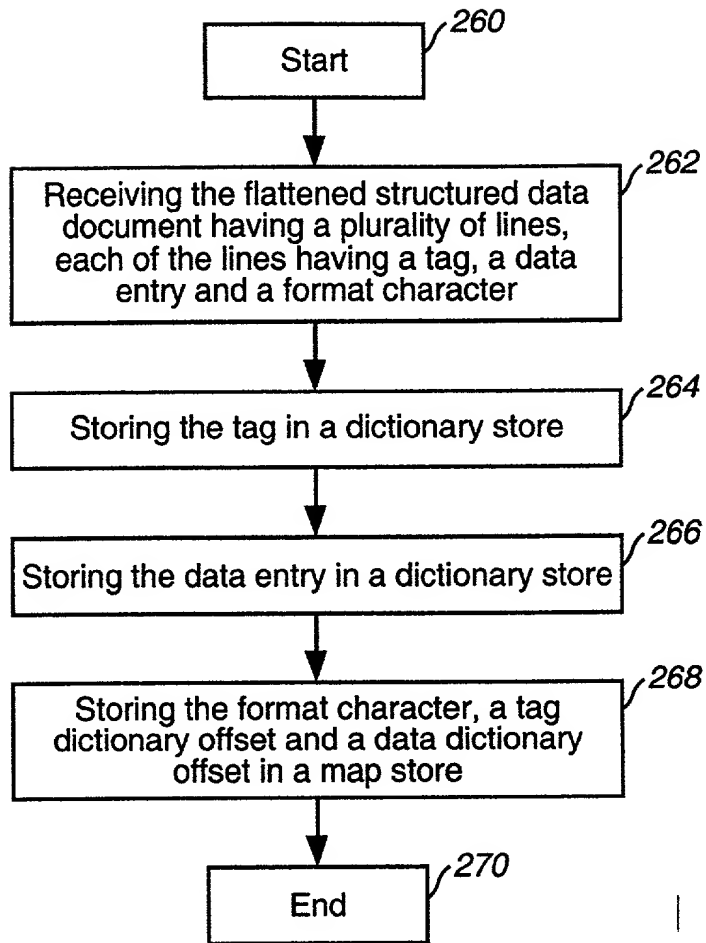 260
Start
262
Receiving the flattened structured data
document having a plurality of lines,
each of the lines having a tag, a data
entry and a format character
264
Storing the tag in a dictionary store
266
Storing the data entry in a dictionary store
268
Storing the format character, a tag
dictionary offset and a data dictionary
offset in a map store
270
End